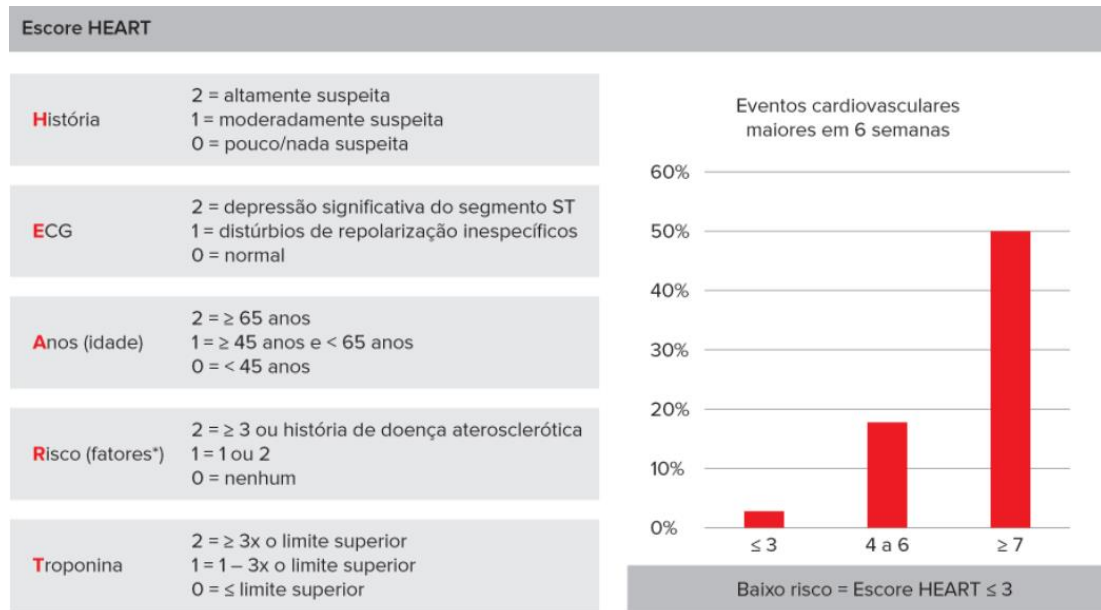 Escore HEART
História
2 = altamente suspeita
1 = moderadamente suspeita
0 = pouco/nada suspeita
ECG
2 = depressão significativa do segmento ST
1 = distúrbios de repolarização inespecíficos
0 = normal
Anos (idade)
2 = ≥ 65 anos
1 = ≥ 45 anos e < 65 anos
0 = < 45 anos
Risco (fatores*)
2 = ≥ 3 ou história de doença aterosclerótica
1 = 1 ou 2
0 = nenhum
Troponina
2 = ≥ 3x o limite superior
1 = 1 – 3x o limite superior
0 = ≤ limite superior
Eventos cardiovasculares
maiores em 6 semanas
60%
50%
40%
30%
20%
10%
0%
≤ 3 4 a 6 ≥ 7
Baixo risco = Escore HEART ≤ 3